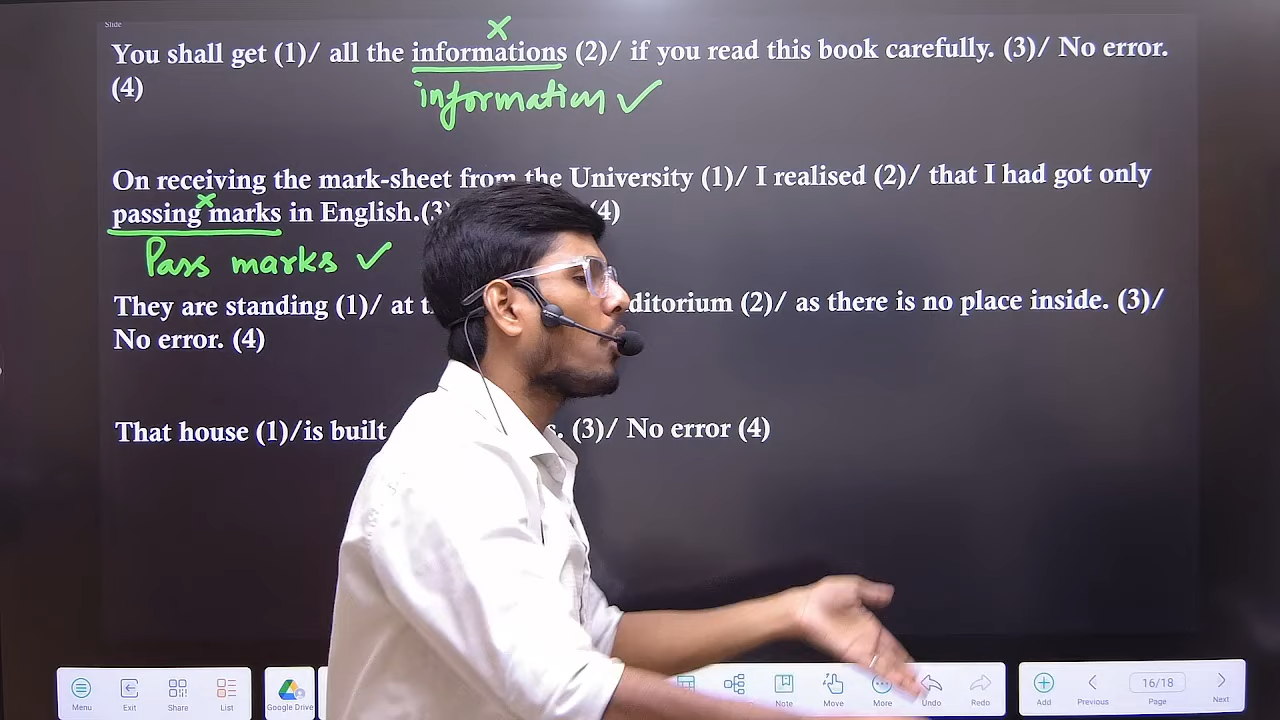 Slide
You shall get (1)/ all the informations (2)/ if you read this book carefully. (3)/ No error.
(4)
information ✓
On receiving the mark-sheet from the University (1)/ I realised (2)/ that I had got only
passing marks in English.(3) (4)
Pass marks ✓
They are standing (1)/ at (2)/ as there is no place inside. (3)/
No error. (4)
That house (1)/is built (3)/ No error (4)
Menu Exit Share List Google Drive Note Move More Undo Redo Add Previous 16/18 Page Next